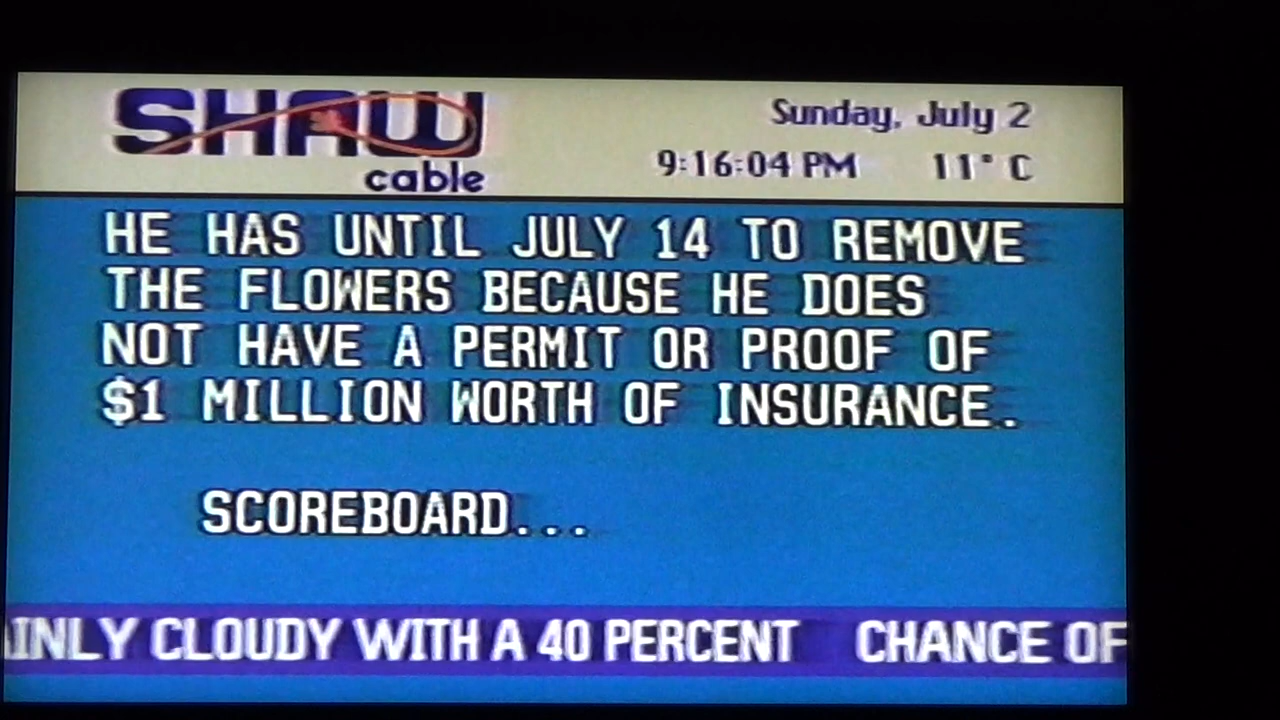 SHAW
cable
Sunday, July 2
9:16:04 PM 11° C
HE HAS UNTIL JULY 14 TO REMOVE
THE FLOWERS BECAUSE HE DOES
NOT HAVE A PERMIT OR PROOF OF
$1 MILLION WORTH OF INSURANCE.
SCOREBOARD...
AINLY CLOUDY WITH A 40 PERCENT CHANCE OF